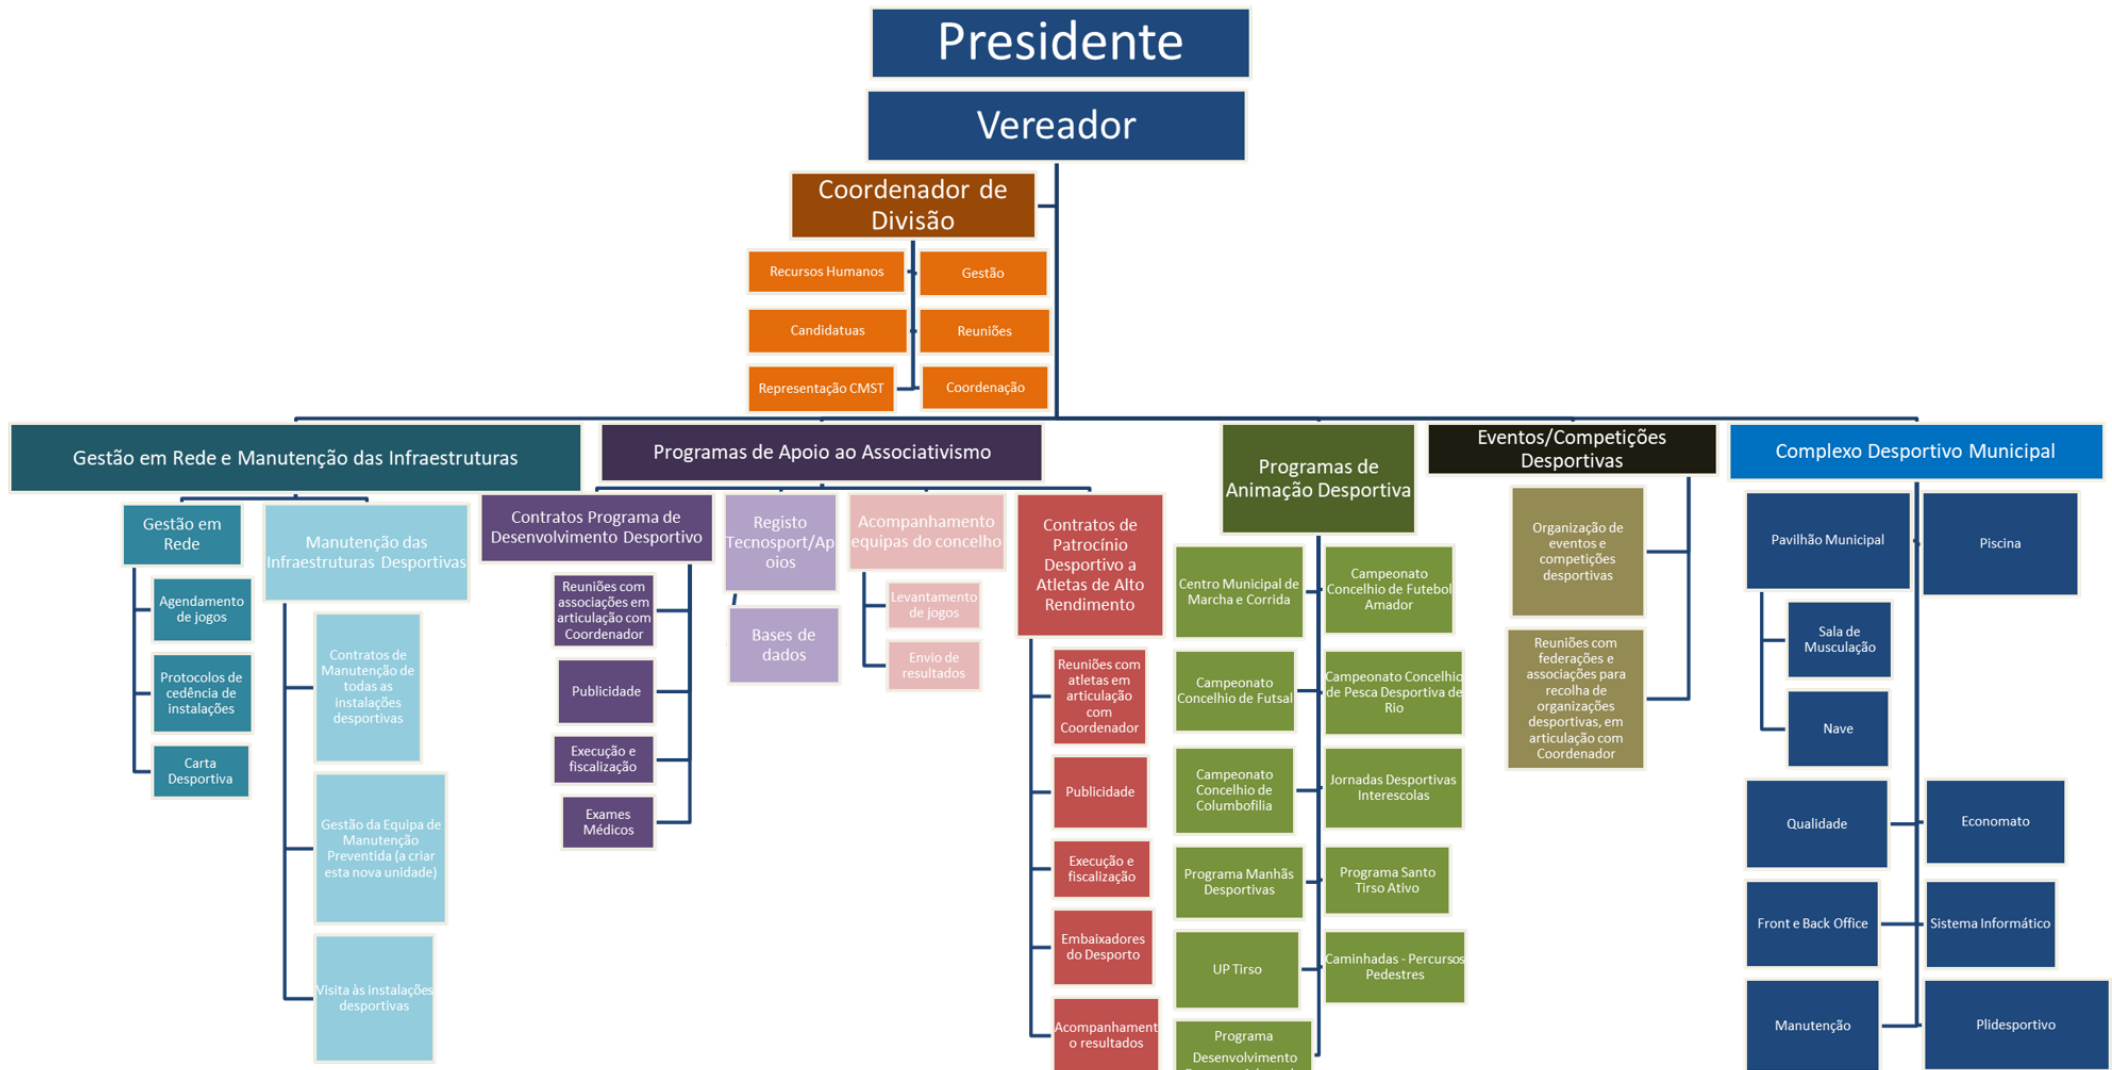 Presidente
Vereador
Coordenador de
Divisão
Recursos Humanos
Gestão
Candidatuas
Reuniões
Representação CMST
Coordenação
Gestão em Rede e Manutenção das Infraestruturas
Gestão em
Rede
Agendamento
de jogos
Protocolos de
cedência de
instalações
Carta
Desportiva
Manutenção das
Infraestruturas Desportivas
Contratos de
Manutenção de
todas as
instalações
desportivas
Gestão da Equipa de
Manutenção
Preventida (a criar
esta nova unidade)
Visita às instalações
desportivas
Programas de Apoio ao Associativismo
Contratos Programa de
Desenvolvimento Desportivo
Reuniões com
associações em
articulação com
Coordenador
Publicidade
Execução e
fiscalização
Exames
Médicos
Registo
Tecnosport/Ap
oios
Bases de
dados
Acompanhamento
equipas do concelho
Levantamento
de jogos
Envio de
resultados
Contratos de
Patrocínio
Desportivo a
Atletas de Alto
Rendimento
Reuniões com
atletas em
articulação
com
Coordenador
Publicidade
Execução e
fiscalização
Embaixadores
do Desporto
Acompanhament
o resultados
Programas de
Animação Desportiva
Centro Municipal de
Marcha e Corrida
Campeonato
Concelhio de Futebol
Amador
Campeonato
Concelhio de Futsal
Campeonato Concelhio
de Pesca Desportiva de
Rio
Campeonato
Concelhio de
Columbofilia
Jornadas Desportivas
Interescolas
Programa Manhãs
Desportivas
Programa Santo
Tirso Ativo
UP Tirso
Caminhadas - Percursos
Pedestres
Programa
Desenvolvimento
Eventos/Competições
Desportivas
Organização de
eventos e
competições
desportivas
Reuniões com
federações e
associações para
recolha de
organizações
desportivas, em
articulação com
Coordenador
Complexo Desportivo Municipal
Pavilhão Municipal
Piscina
Sala de
Musculação
Nave
Qualidade
Economato
Front e Back Office
Sistema Informático
Manutenção
Plidesportivo